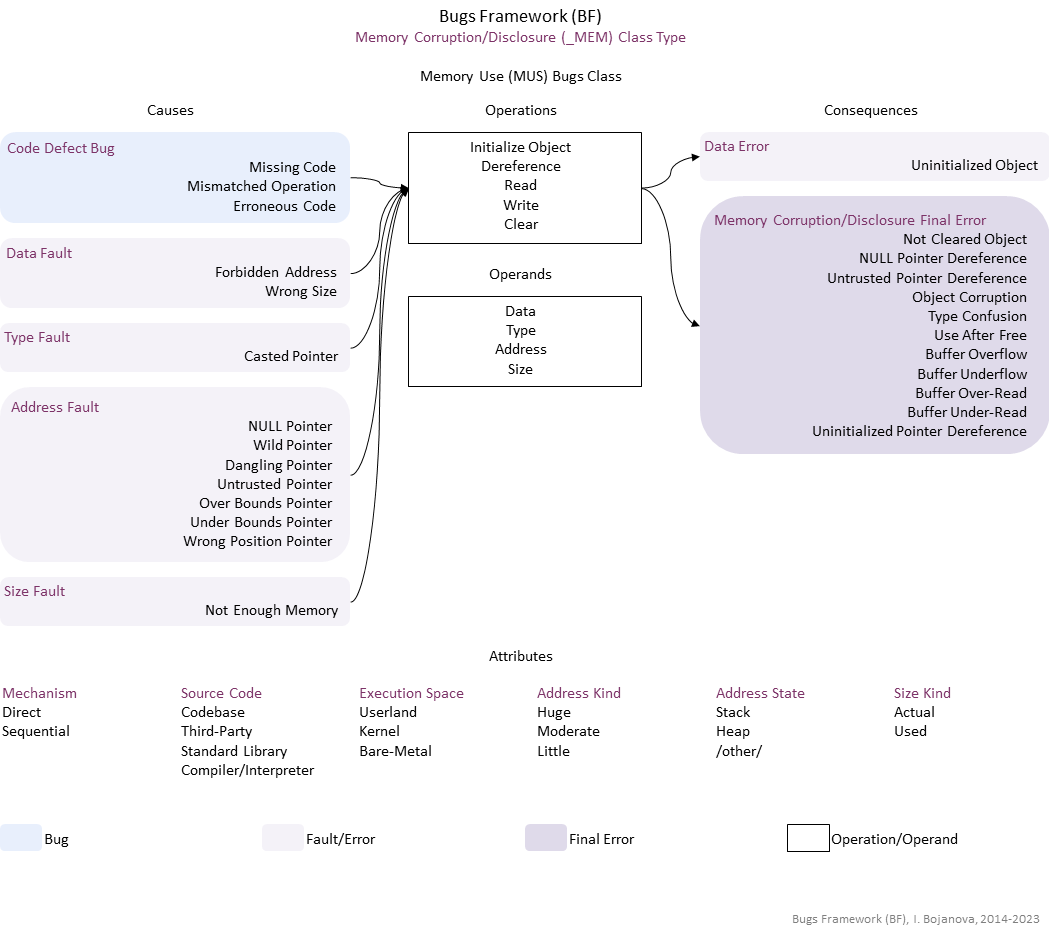 Bugs Framework (BF)
Memory Corruption/Disclosure (_MEM) Class Type
Memory Use (MUS) Bugs Class
Causes
Code Defect Bug
Missing Code
Mismatched Operation
Erroneous Code
Data Fault
Forbidden Address
Wrong Size
Type Fault
Casted Pointer
Address Fault
NULL Pointer
Wild Pointer
Dangling Pointer
Untrusted Pointer
Over Bounds Pointer
Under Bounds Pointer
Wrong Position Pointer
Size Fault
Not Enough Memory
Operations
Initialize Object
Dereference
Read
Write
Clear
Operands
Data
Type
Address
Size
Consequences
Data Error
Uninitialized Object
Memory Corruption/Disclosure Final Error
Not Cleared Object
NULL Pointer Dereference
Untrusted Pointer Dereference
Object Corruption
Type Confusion
Use After Free
Buffer Overflow
Buffer Underflow
Buffer Over-Read
Buffer Under-Read
Uninitialized Pointer Dereference
Attributes
Mechanism
Direct
Sequential
Source Code
Codebase
Third-Party
Standard Library
Compiler/Interpreter
Execution Space
Userland
Kernel
Bare-Metal
Address Kind
Huge
Moderate
Little
Address State
Stack
Heap
/other/
Size Kind
Actual
Used
Bug
Fault/Error
Final Error
Operation/Operand
Bugs Framework (BF), I. Bojanova, 2014-2023